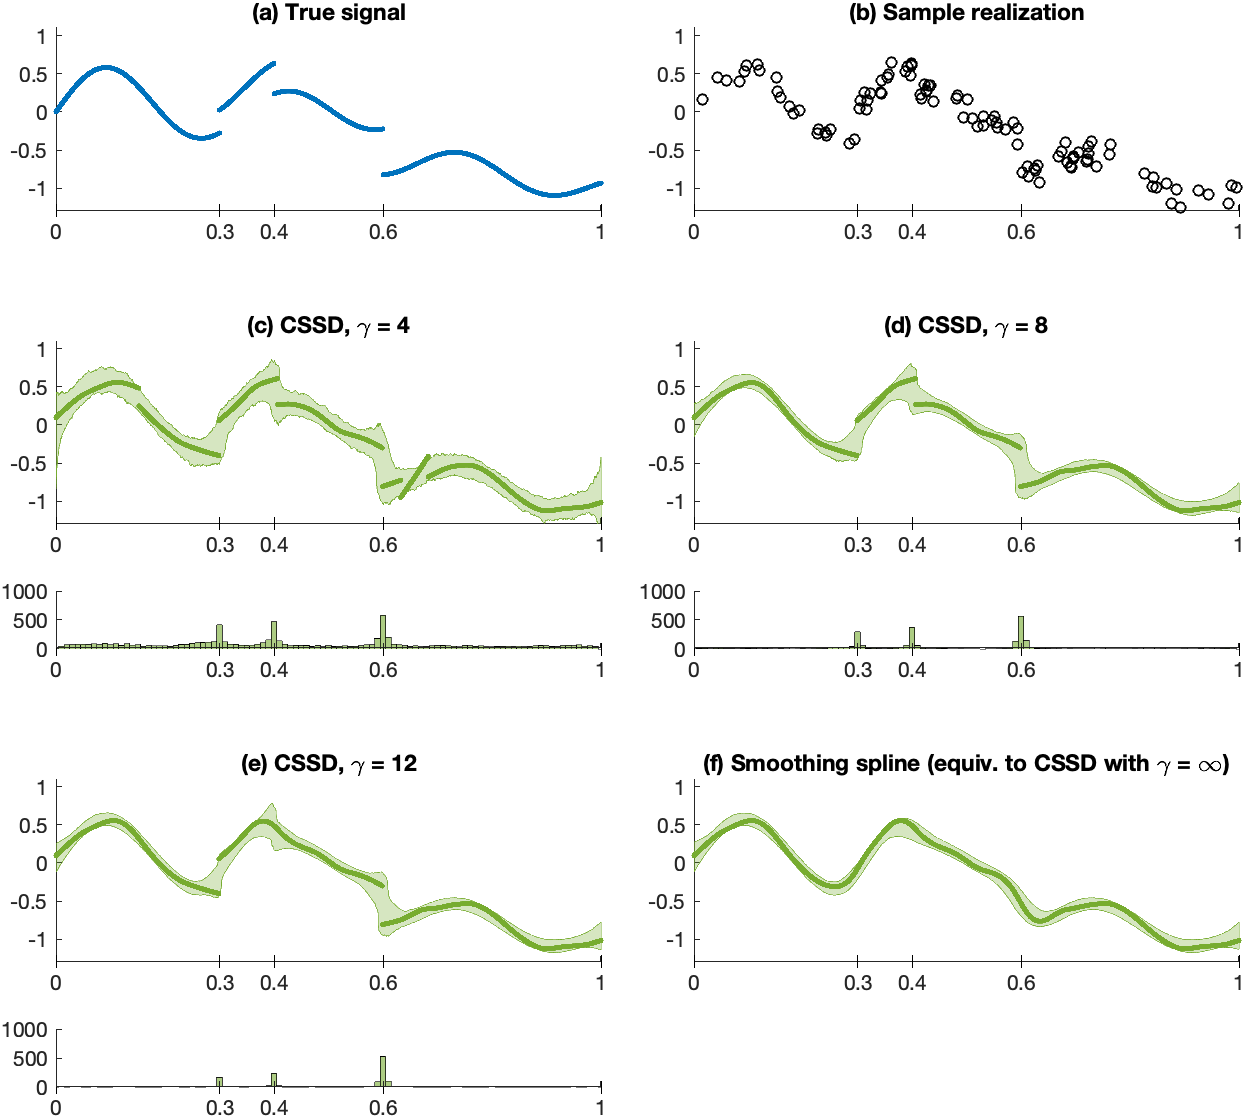 (a) True signal
1
0.5
0
-0.5
-1
0 0.3 0.4 0.6 1
(b) Sample realization
1
0.5
0
-0.5
-1
0 0.3 0.4 0.6 1
(c) CSSD, γ = 4
1
0.5
0
-0.5
-1
0 0.3 0.4 0.6 1
1000
500
0
0 0.3 0.4 0.6 1
(d) CSSD, γ = 8
1
0.5
0
-0.5
-1
0 0.3 0.4 0.6 1
1000
500
0
0 0.3 0.4 0.6 1
(e) CSSD, γ = 12
1
0.5
0
-0.5
-1
0 0.3 0.4 0.6 1
1000
500
0
0 0.3 0.4 0.6 1
(f) Smoothing spline (equiv. to CSSD with γ = ∞)
1
0.5
0
-0.5
-1
0 0.3 0.4 0.6 1